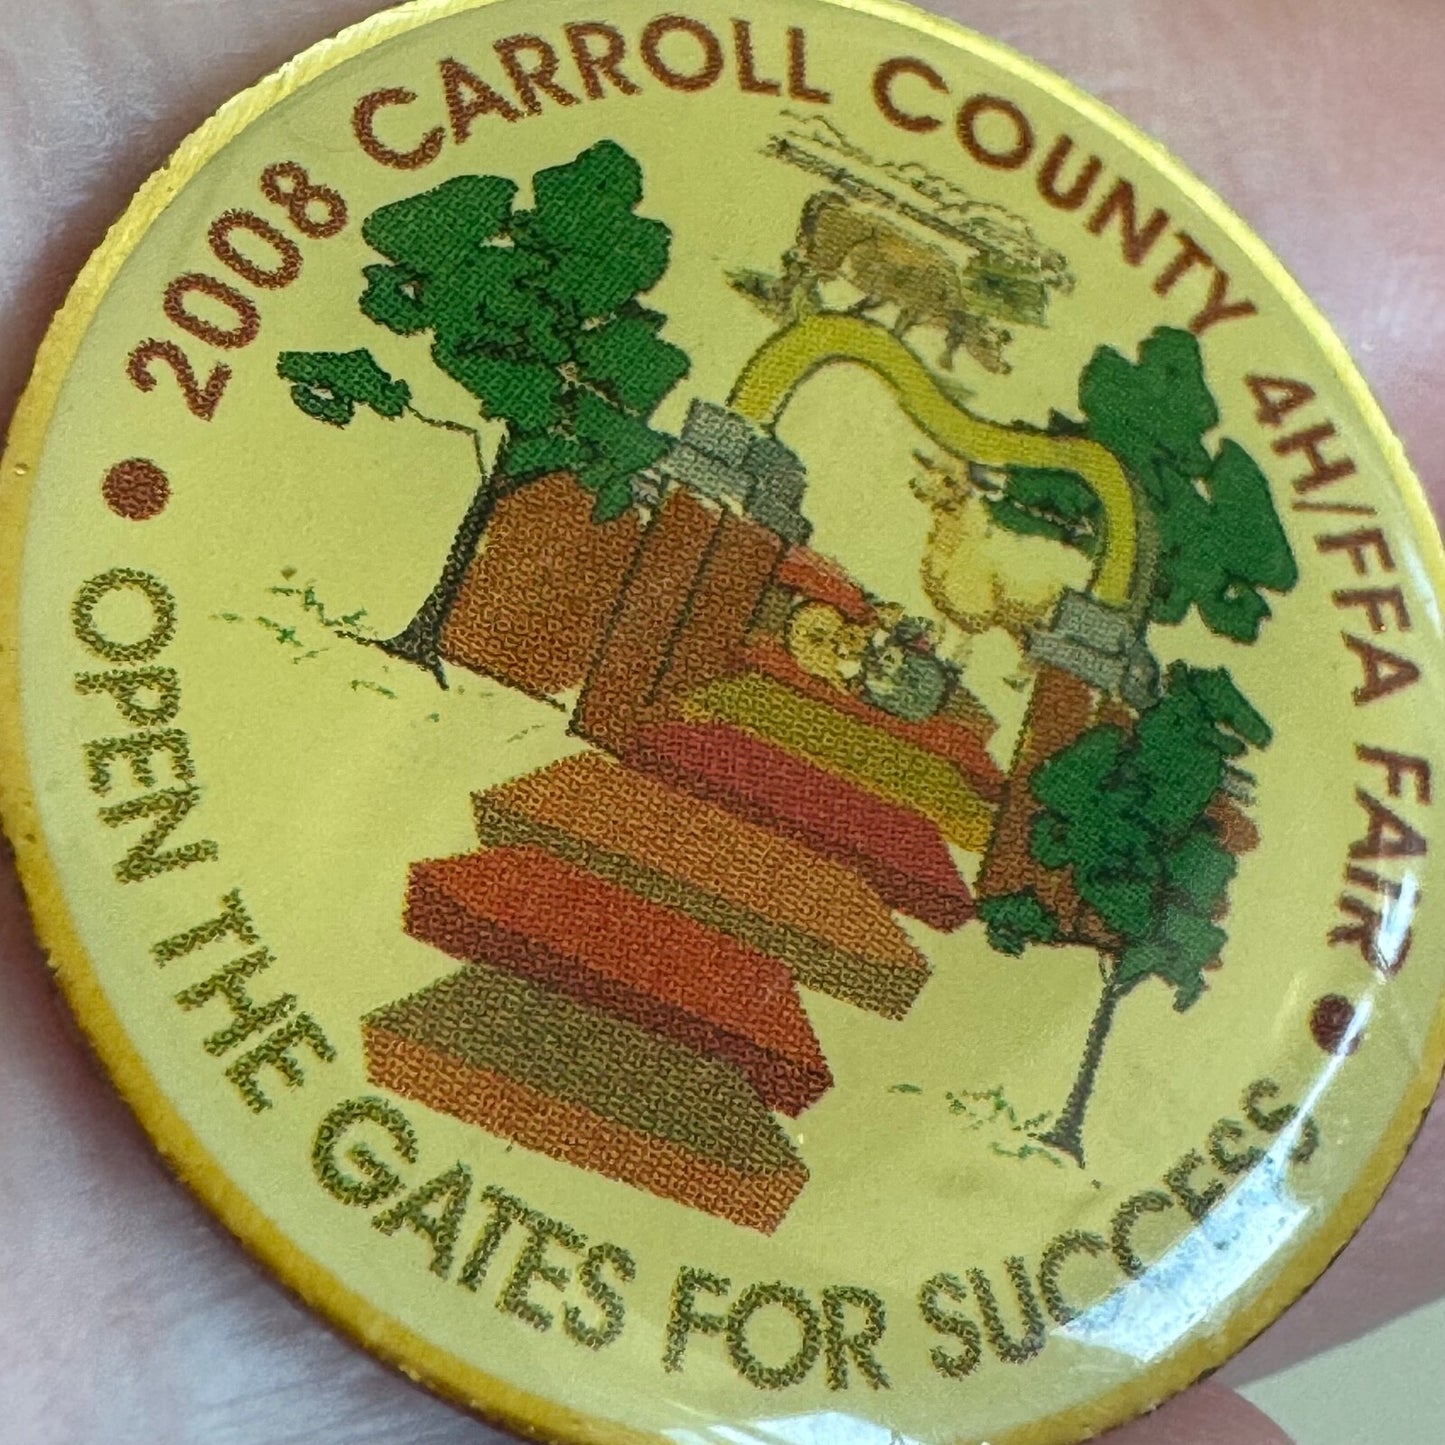 2008 CARROLL COUNTY 4H/FFA FAIR
OPEN THE GATES FOR SUCCESS